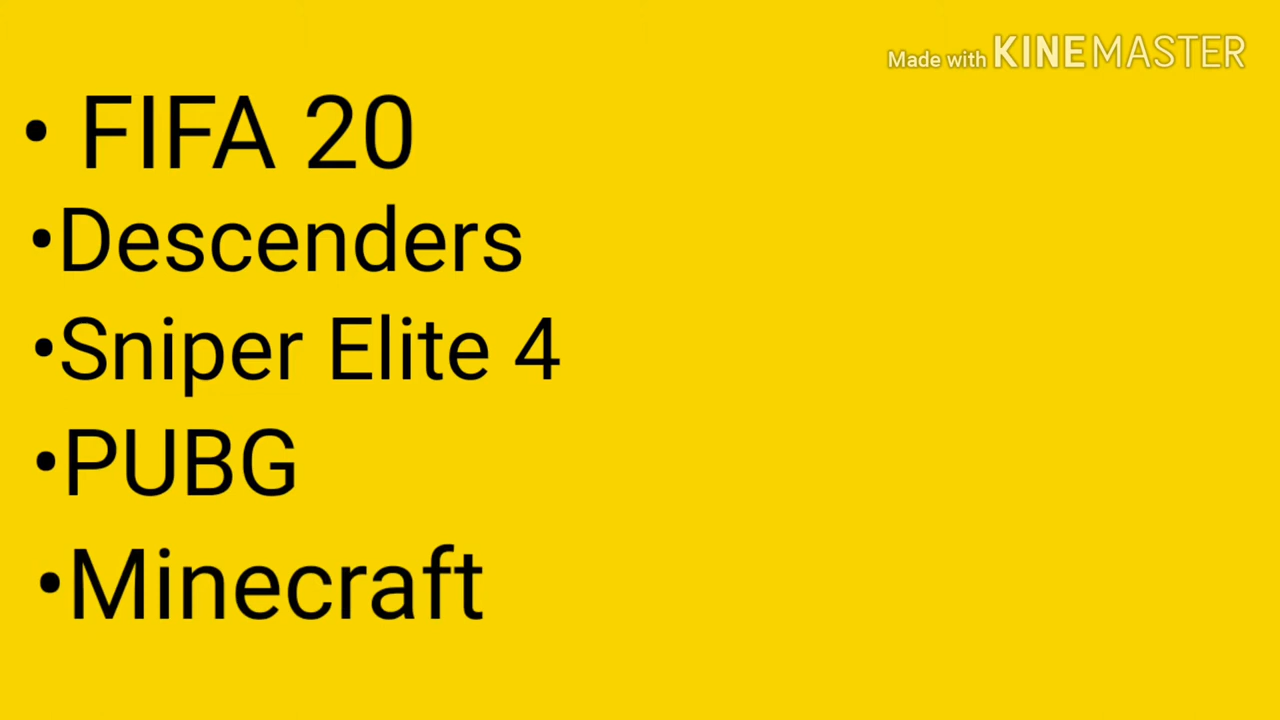 Made with KINEMASTER
• FIFA 20
•Descenders
•Sniper Elite 4
•PUBG
•Minecraft